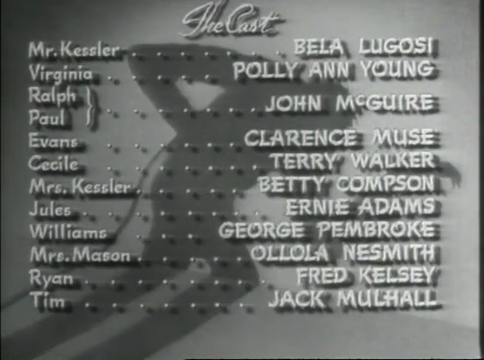 The Cast
Mr. Kessler . . . . . . . BELA LUGOSI
Virginia . . . . . . POLLY ANN YOUNG
Ralph }
Paul } . . . . . . . JOHN McGUIRE
Evans . . . . . . CLARENCE MUSE
Cecile . . . . . . . TERRY WALKER
Mrs. Kessler . . . . . . BETTY COMPSON
Jules . . . . . . . ERNIE ADAMS
Williams . . . . . GEORGE PEMBROKE
Mrs. Mason . . . . . . OLLOLA NESMITH
Ryan . . . . . . . . FRED KELSEY
Tim . . . . . . . . JACK MULHALL